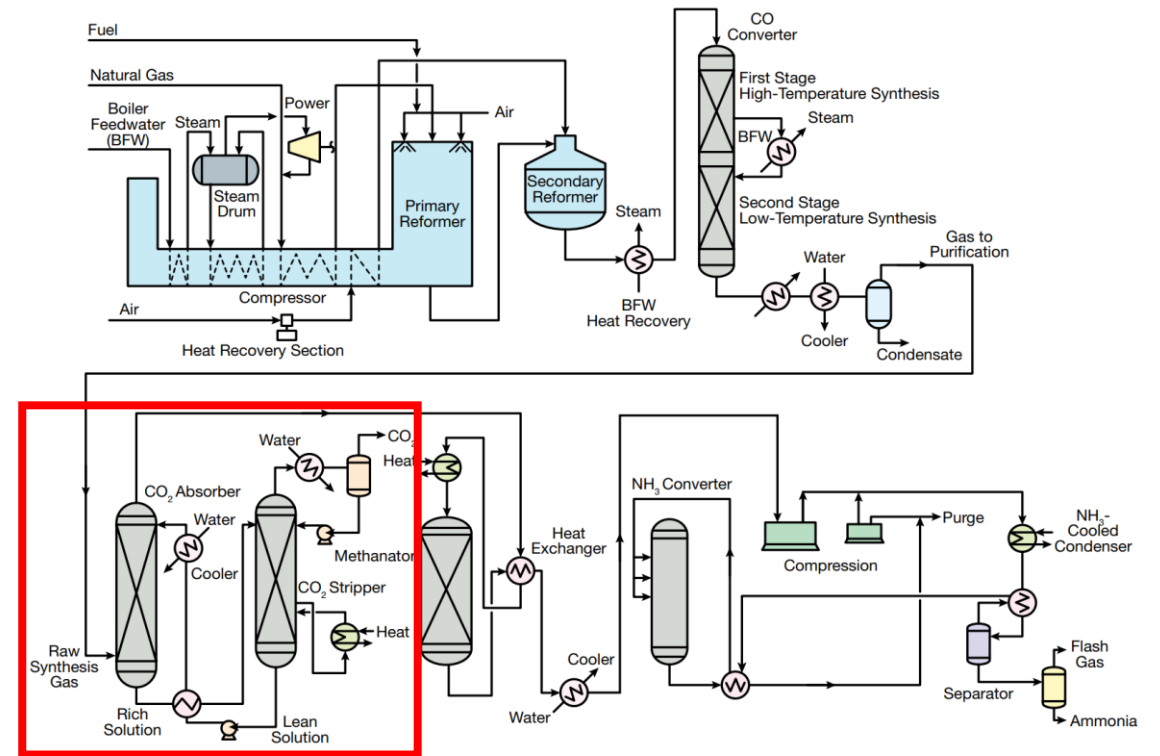 Fuel
Natural Gas
Boiler
Feedwater
(BFW)
Steam
Power
Steam
Drum
Air
Primary
Reformer
Compressor
Air
Heat Recovery Section
Secondary
Reformer
Steam
BFW
Heat Recovery
CO
Converter
First Stage
High-Temperature Synthesis
BFW
Steam
Second Stage
Low-Temperature Synthesis
Gas to
Purification
Water
Cooler
Condensate
CO₂ Absorber
Water
Cooler
Raw
Synthesis
Gas
Rich
Solution
Water
CO₂
Methanator
CO₂ Stripper
Heat
Lean
Solution
Heat
Heat
Exchanger
Cooler
Water
NH₃ Converter
Compression
Purge
NH₃-
Cooled
Condenser
Separator
Flash
Gas
Ammonia